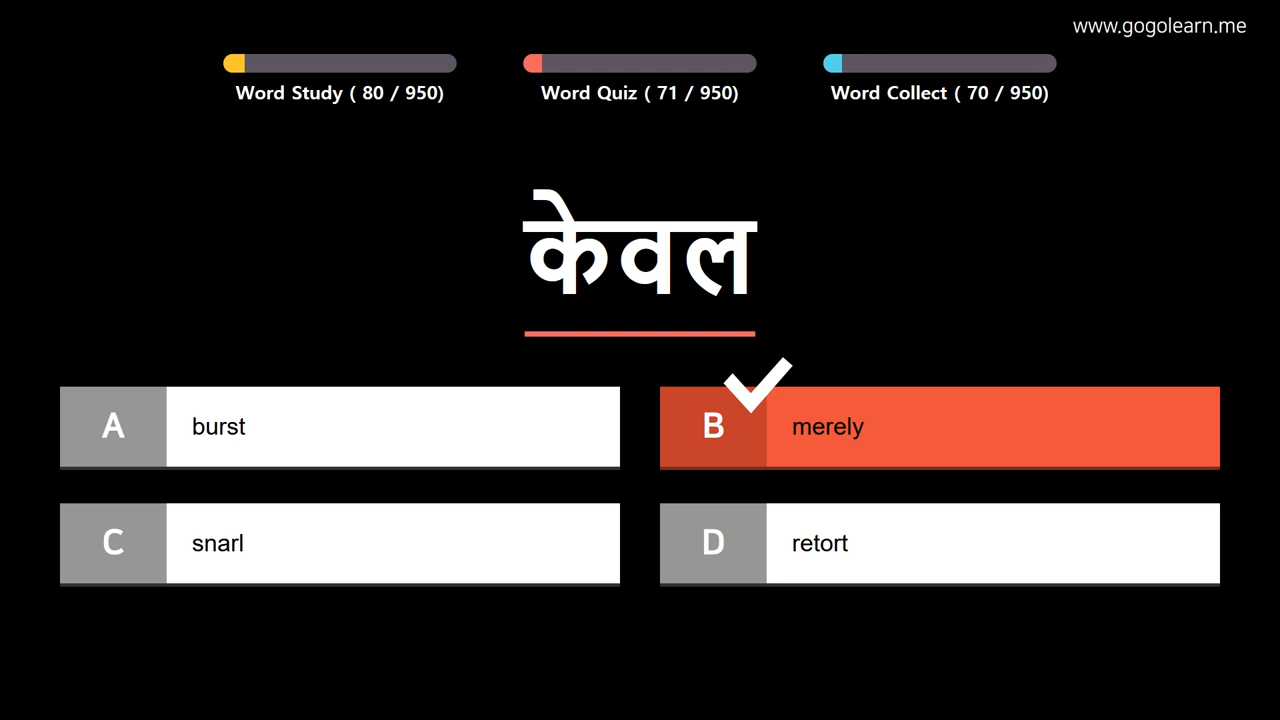 www.gogolearn.me
Word Study ( 80 / 950)
Word Quiz ( 71 / 950)
Word Collect ( 70 / 950)
केवल
A burst
B merely
C snarl
D retort